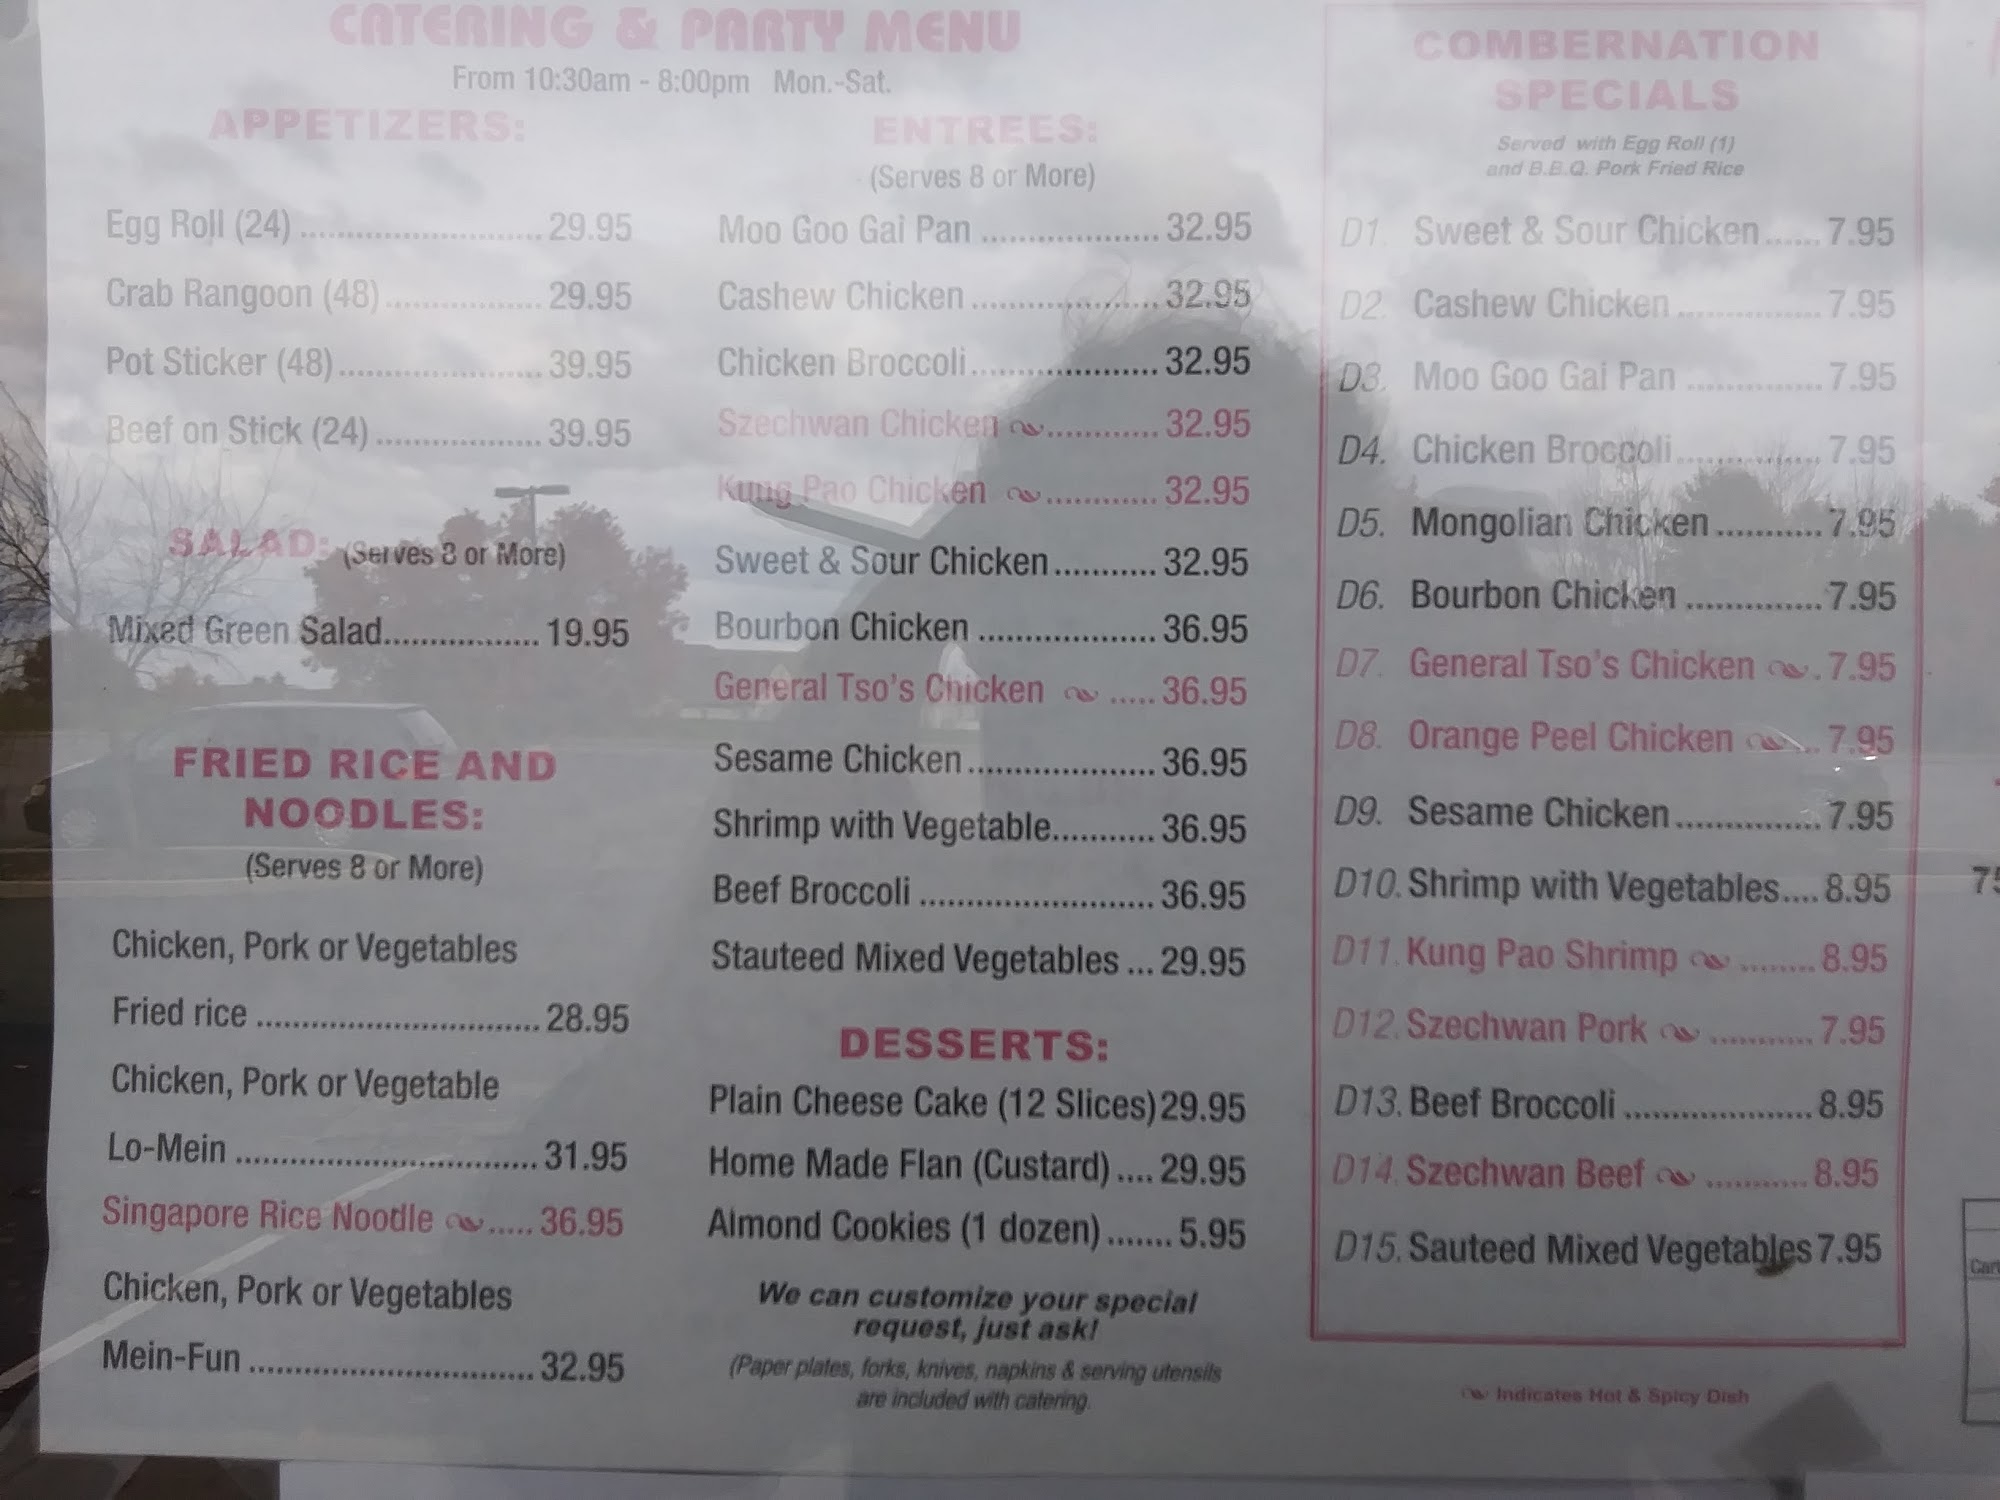 CATERING & PARTY MENU
From 10:30am - 8:00pm Mon.-Sat.
APPETIZERS:
Egg Roll (24) ........................... 29.95
Crab Rangoon (48) ................. 29.95
Pot Sticker (48) ....................... 39.95
Beef on Stick (24) ................... 39.95
SALAD: (Serves 8 or More)
Mixed Green Salad................. 19.95
FRIED RICE AND
NOODLES:
(Serves 8 or More)
Chicken, Pork or Vegetables
Fried rice ............................... 28.95
Chicken, Pork or Vegetable
Lo-Mein ................................. 31.95
Singapore Rice Noodle ..... 36.95
Chicken, Pork or Vegetables
Mein-Fun ............................... 32.95
ENTREES:
(Serves 8 or More)
Moo Goo Gai Pan .................... 32.95
Cashew Chicken ..................... 32.95
Chicken Broccoli..................... 32.95
Szechwan Chicken ............ 32.95
Kung Pao Chicken ............ 32.95
Sweet & Sour Chicken ........... 32.95
Bourbon Chicken .................... 36.95
General Tso's Chicken ..... 36.95
Sesame Chicken ..................... 36.95
Shrimp with Vegetable........... 36.95
Beef Broccoli .......................... 36.95
Stauteed Mixed Vegetables ... 29.95
DESSERTS:
Plain Cheese Cake (12 Slices) 29.95
Home Made Flan (Custard) .... 29.95
Almond Cookies (1 dozen) ....... 5.95
We can customize your special
request, just ask!
(Paper plates, forks, knives, napkins & serving utensils
are included with catering.
COMBERNATION
SPECIALS
Served with Egg Roll (1)
and B.B.Q. Pork Fried Rice
D1. Sweet & Sour Chicken ...... 7.95
D2. Cashew Chicken ................ 7.95
D3. Moo Goo Gai Pan ............... 7.95
D4. Chicken Broccoli ................ 7.95
D5. Mongolian Chicken ........... 7.95
D6. Bourbon Chicken ............... 7.95
D7. General Tso's Chicken . 7.95
D8. Orange Peel Chicken ... 7.95
D9. Sesame Chicken ................ 7.95
D10. Shrimp with Vegetables.... 8.95
D11. Kung Pao Shrimp ........ 8.95
D12. Szechwan Pork ........... 7.95
D13. Beef Broccoli ..................... 8.95
D14. Szechwan Beef ........... 8.95
D15. Sauteed Mixed Vegetables 7.95
Indicates Hot & Spicy Dish